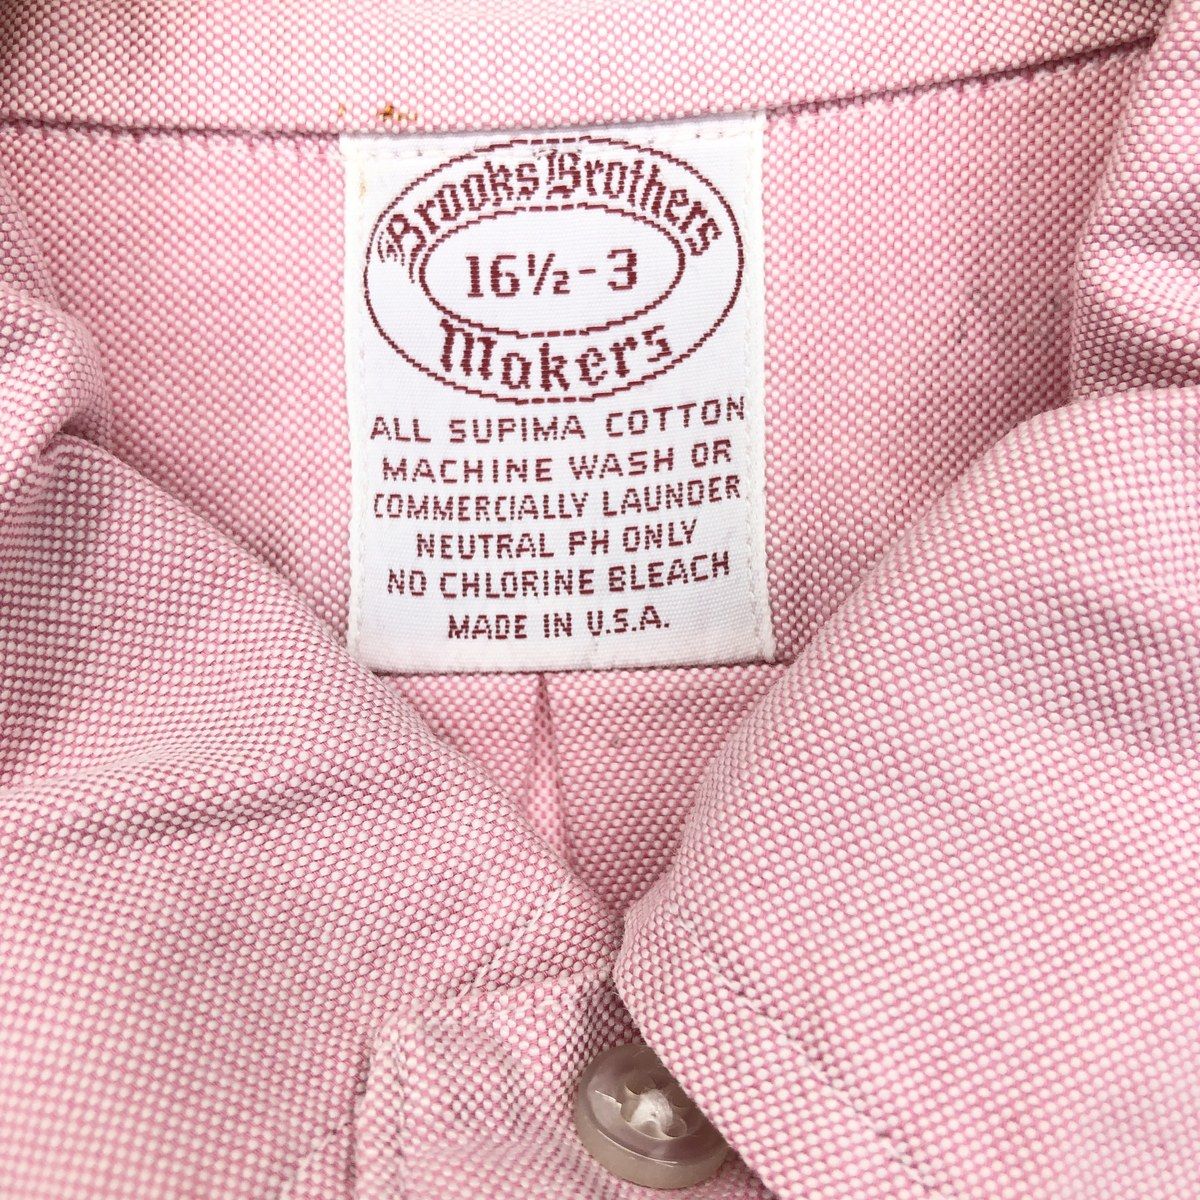 Brooks Brothers
16½-3
Makers
ALL SUPIMA COTTON
MACHINE WASH OR
COMMERCIALLY LAUNDER
NEUTRAL PH ONLY
NO CHLORINE BLEACH
MADE IN U.S.A.